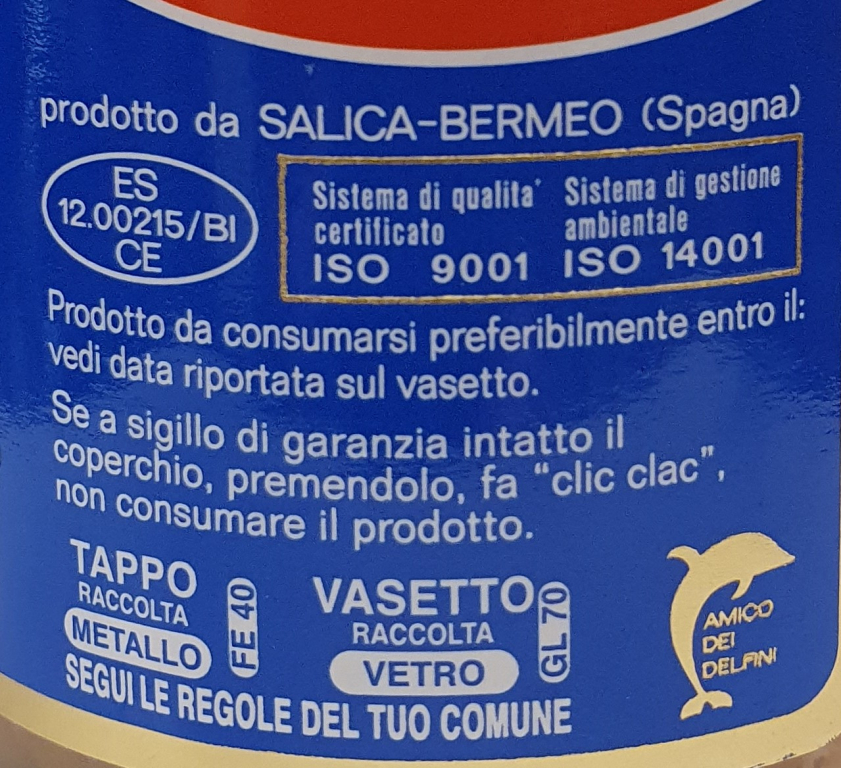 prodotto da SALICA-BERMEO (Spagna)
ES
12.00215/BI
CE
Sistema di qualita'
certificato
ISO 9001
Sistema di gestione
ambientale
ISO 14001
Prodotto da consumarsi preferibilmente entro il:
vedi data riportata sul vasetto.
Se a sigillo di garanzia intatto il
coperchio, premendolo, fa “clic clac”,
non consumare il prodotto.
TAPPO
RACCOLTA
METALLO
FE 40
VASETTO
RACCOLTA
VETRO
GL 70
SEGUI LE REGOLE DEL TUO COMUNE
AMICO
DEI
DELFINI